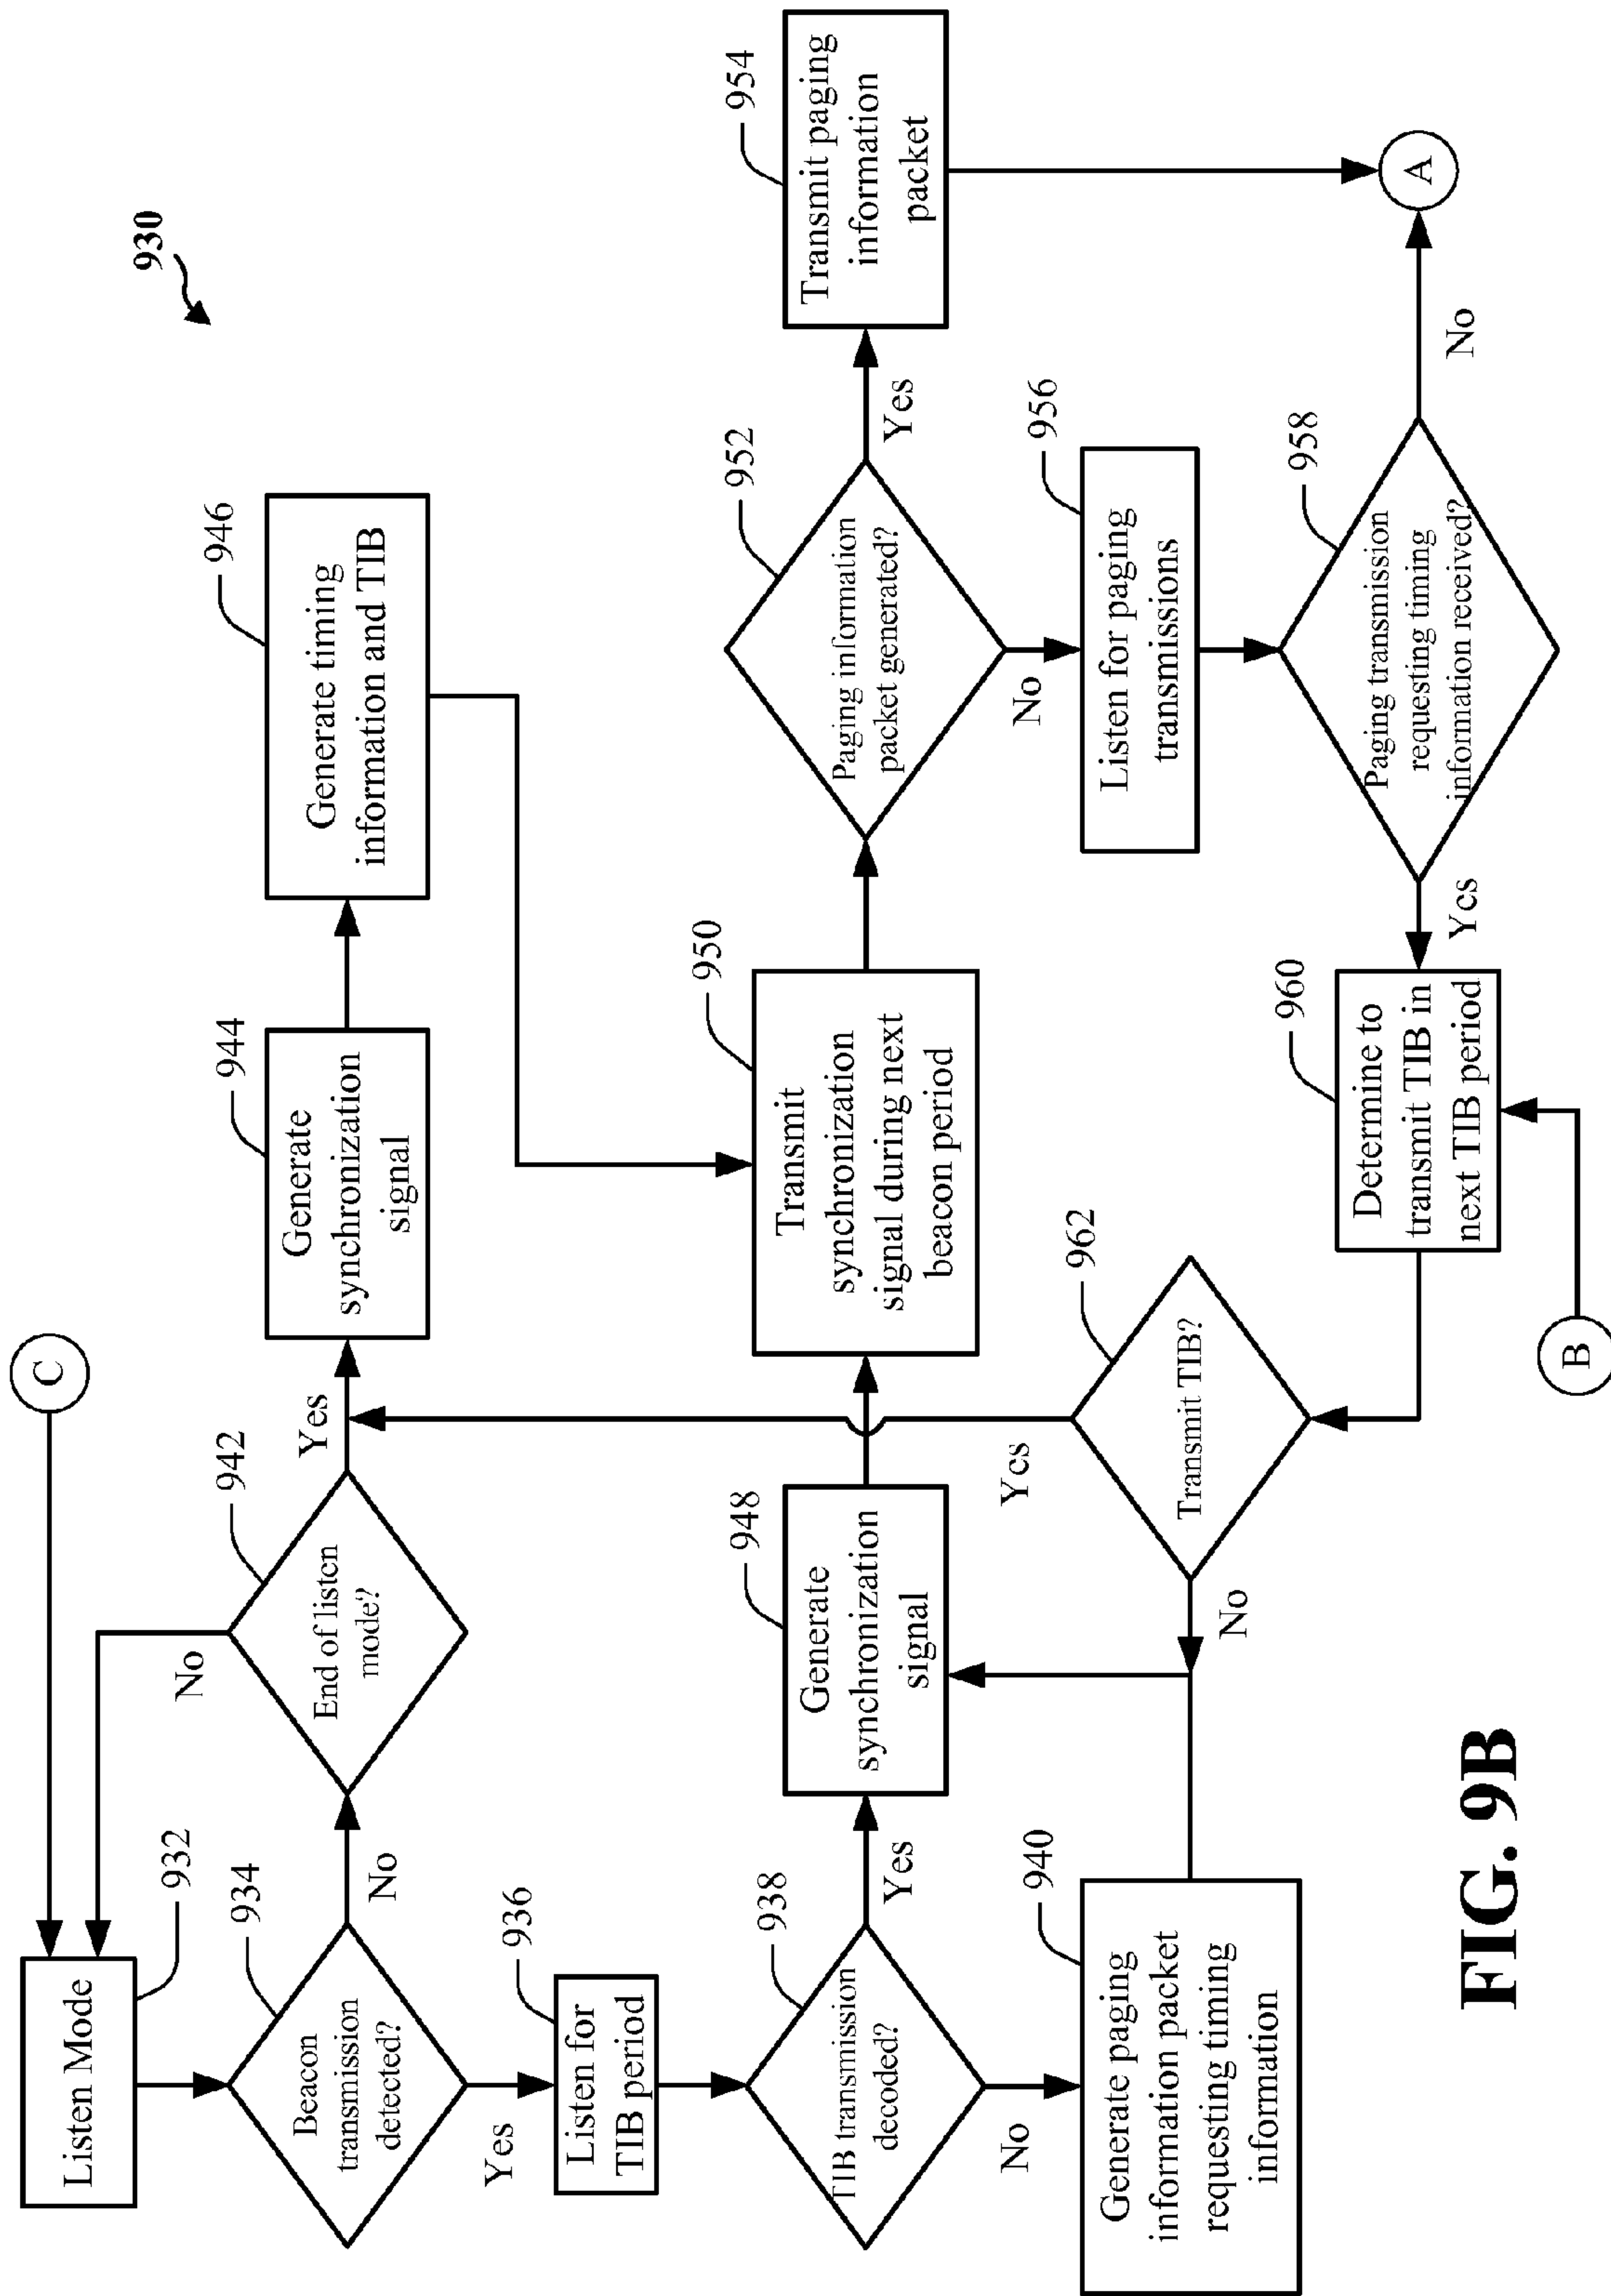 930
C
Listen Mode
932
Beacon
transmission
detected?
934
No
Yes
End of listen
mode?
942
No
Yes
Generate
synchronization
signal
944
Generate timing
information and TIB
946
Listen for
TIB period
936
TIB transmission
decoded?
938
Yes
No
Generate
synchronization
signal
948
Transmit
synchronization
signal during next
beacon period
950
Paging information
packet generated?
952
Yes
No
Transmit paging
information
packet
954
Generate paging
information packet
requesting timing
information
940
Transmit TIB?
962
Yes
No
Listen for paging
transmissions
956
Paging transmission
requesting timing
information received?
958
Yes
No
Determine to
transmit TIB in
next TIB period
960
A
B
FIG. 9B